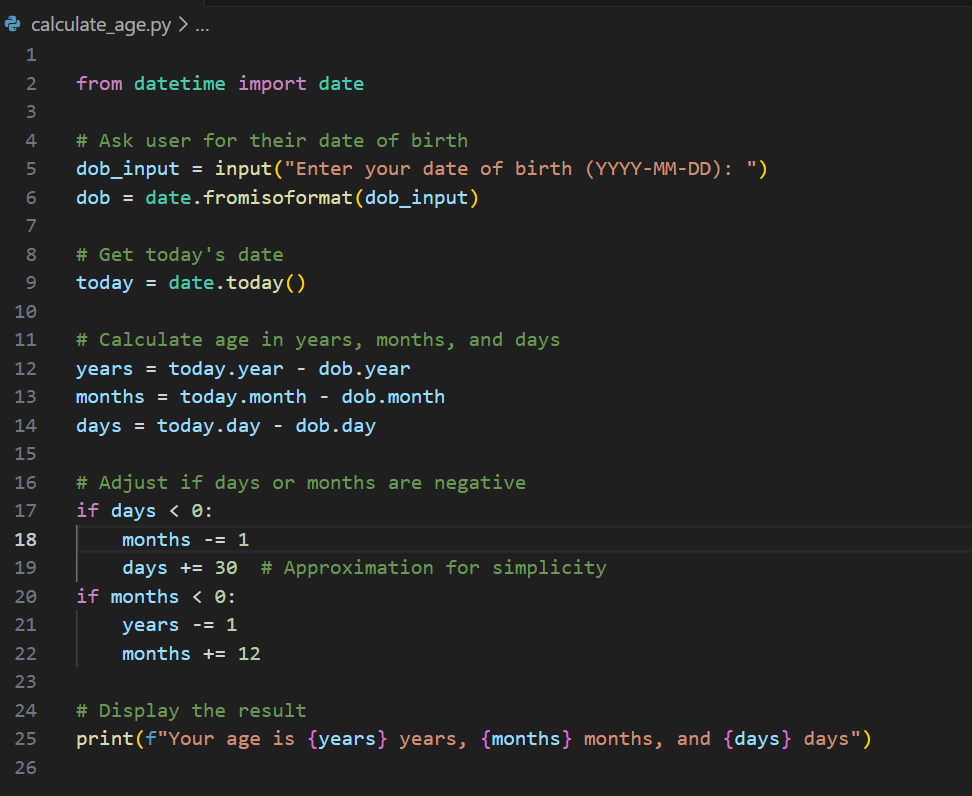 calculate_age.py > ...
1
2 from datetime import date
3
4 # Ask user for their date of birth
5 dob_input = input("Enter your date of birth (YYYY-MM-DD): ")
6 dob = date.fromisoformat(dob_input)
7
8 # Get today's date
9 today = date.today()
10
11 # Calculate age in years, months, and days
12 years = today.year - dob.year
13 months = today.month - dob.month
14 days = today.day - dob.day
15
16 # Adjust if days or months are negative
17 if days < 0:
18     months -= 1
19     days += 30  # Approximation for simplicity
20 if months < 0:
21     years -= 1
22     months += 12
23
24 # Display the result
25 print(f"Your age is {years} years, {months} months, and {days} days")
26